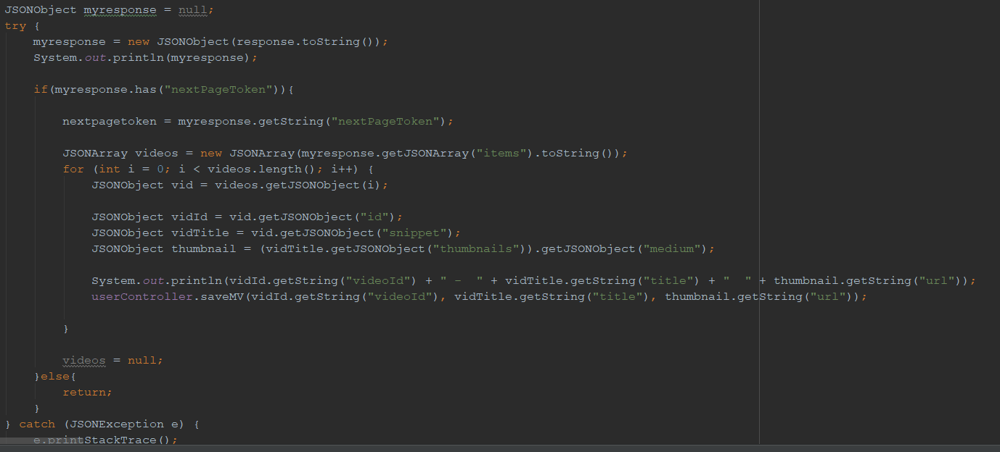 JSONObject myresponse = null;
try {
    myresponse = new JSONObject(response.toString());
    System.out.println(myresponse);
    if(myresponse.has("nextPageToken")){
        nextpagetoken = myresponse.getString("nextPageToken");
        JSONArray videos = new JSONArray(myresponse.getJSONArray("items").toString());
        for (int i = 0; i < videos.length(); i++) {
            JSONObject vid = videos.getJSONObject(i);
            JSONObject vidId = vid.getJSONObject("id");
            JSONObject vidTitle = vid.getJSONObject("snippet");
            JSONObject thumbnail = (vidTitle.getJSONObject("thumbnails")).getJSONObject("medium");
            System.out.println(vidId.getString("videoId") + " -  " + vidTitle.getString("title") + "  " + thumbnail.getString("url"));
            userController.saveMV(vidId.getString("videoId"), vidTitle.getString("title"), thumbnail.getString("url"));
        }
        videos = null;
    }else{
        return;
    }
} catch (JSONException e) {
    e.printStackTrace();